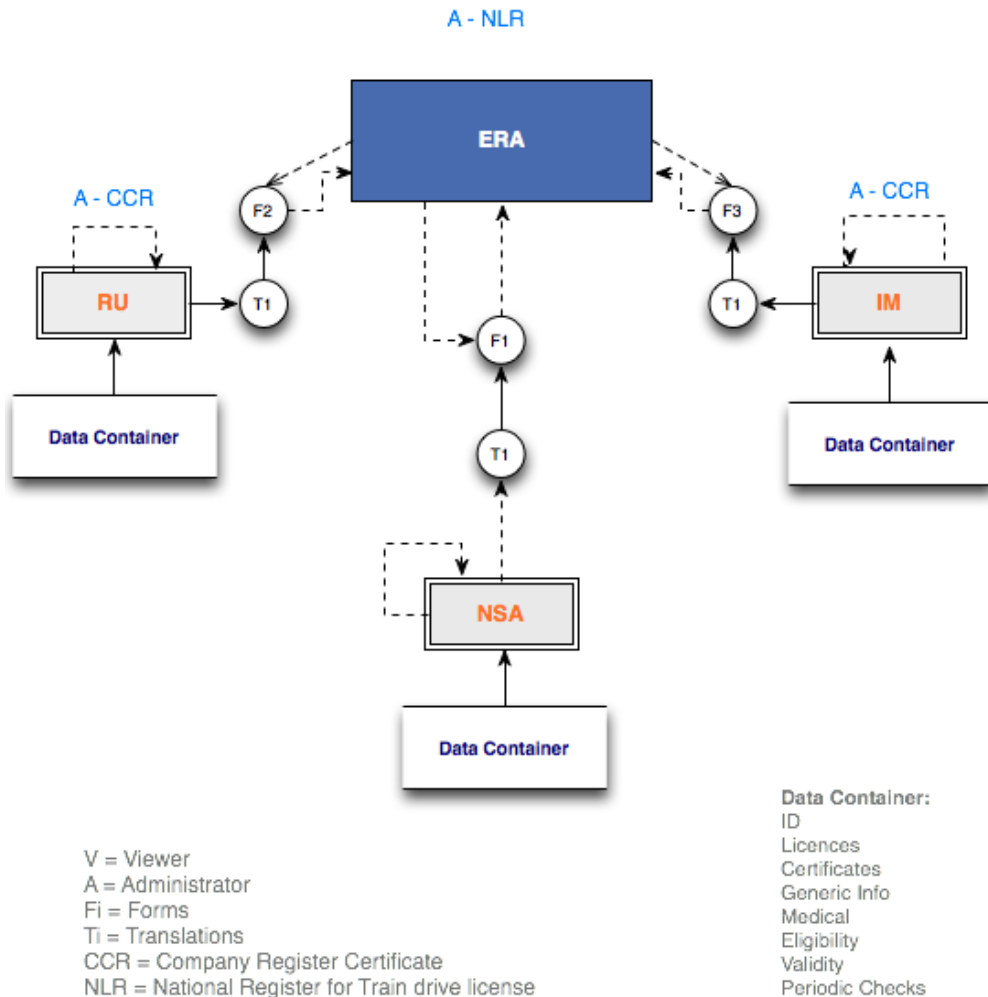 A - NLR
ERA
A - CCR
A - CCR
F2
F3
RU
T1
T1
IM
F1
Data Container
Data Container
T1
NSA
Data Container
V = Viewer
A = Administrator
Fi = Forms
Ti = Translations
CCR = Company Register Certificate
NLR = National Register for Train drive license
Data Container:
ID
Licences
Certificates
Generic Info
Medical
Eligibility
Validity
Periodic Checks